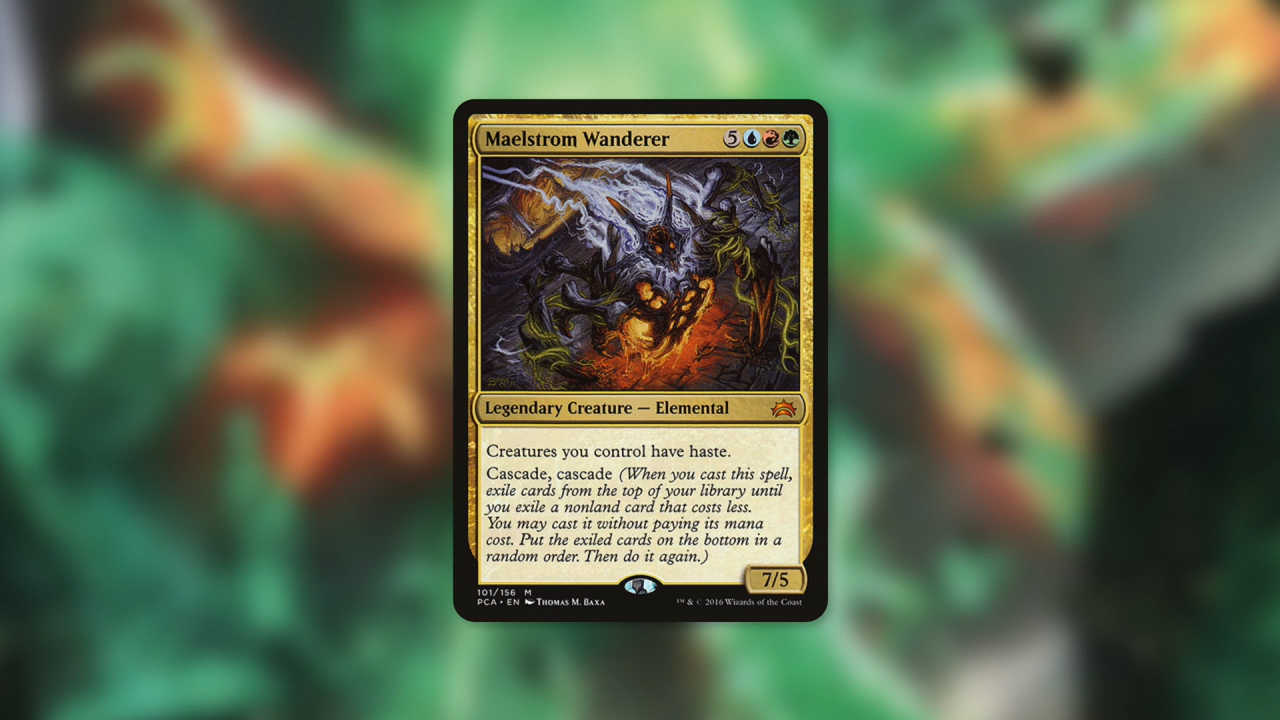 Maelstrom Wanderer 5
Legendary Creature — Elemental
Creatures you control have haste.
Cascade, cascade (When you cast this spell,
exile cards from the top of your library until
you exile a nonland card that costs less.
You may cast it without paying its mana
cost. Put the exiled cards on the bottom in a
random order. Then do it again.)
7/5
101/156 M
PCA • EN Thomas M. Baxa ™ & © 2016 Wizards of the Coast